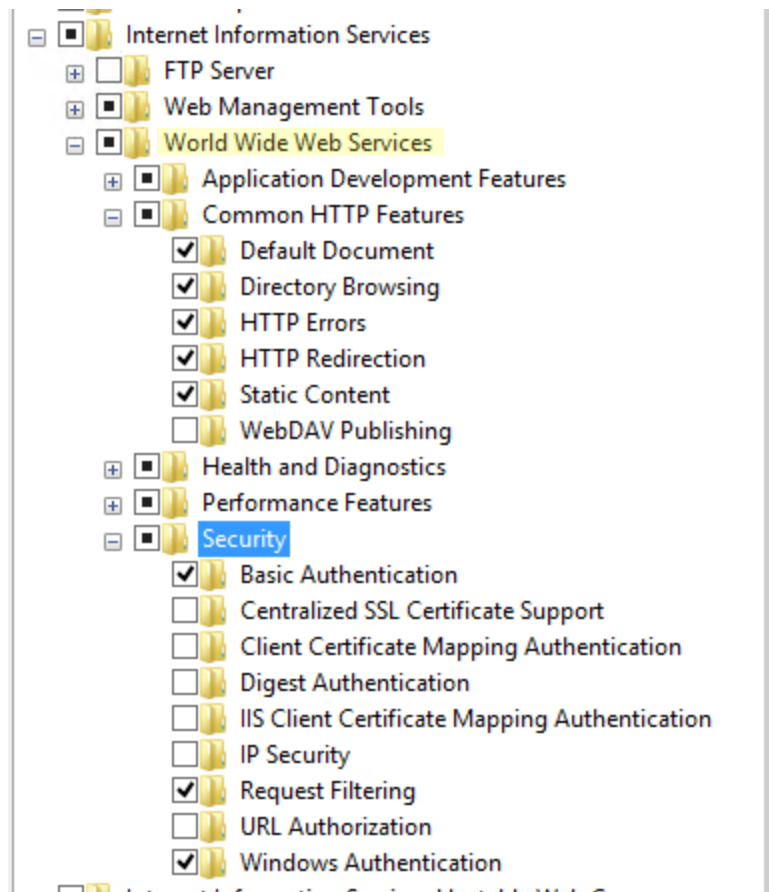 Internet Information Services
FTP Server
Web Management Tools
World Wide Web Services
Application Development Features
Common HTTP Features
Default Document
Directory Browsing
HTTP Errors
HTTP Redirection
Static Content
WebDAV Publishing
Health and Diagnostics
Performance Features
Security
Basic Authentication
Centralized SSL Certificate Support
Client Certificate Mapping Authentication
Digest Authentication
IIS Client Certificate Mapping Authentication
IP Security
Request Filtering
URL Authorization
Windows Authentication